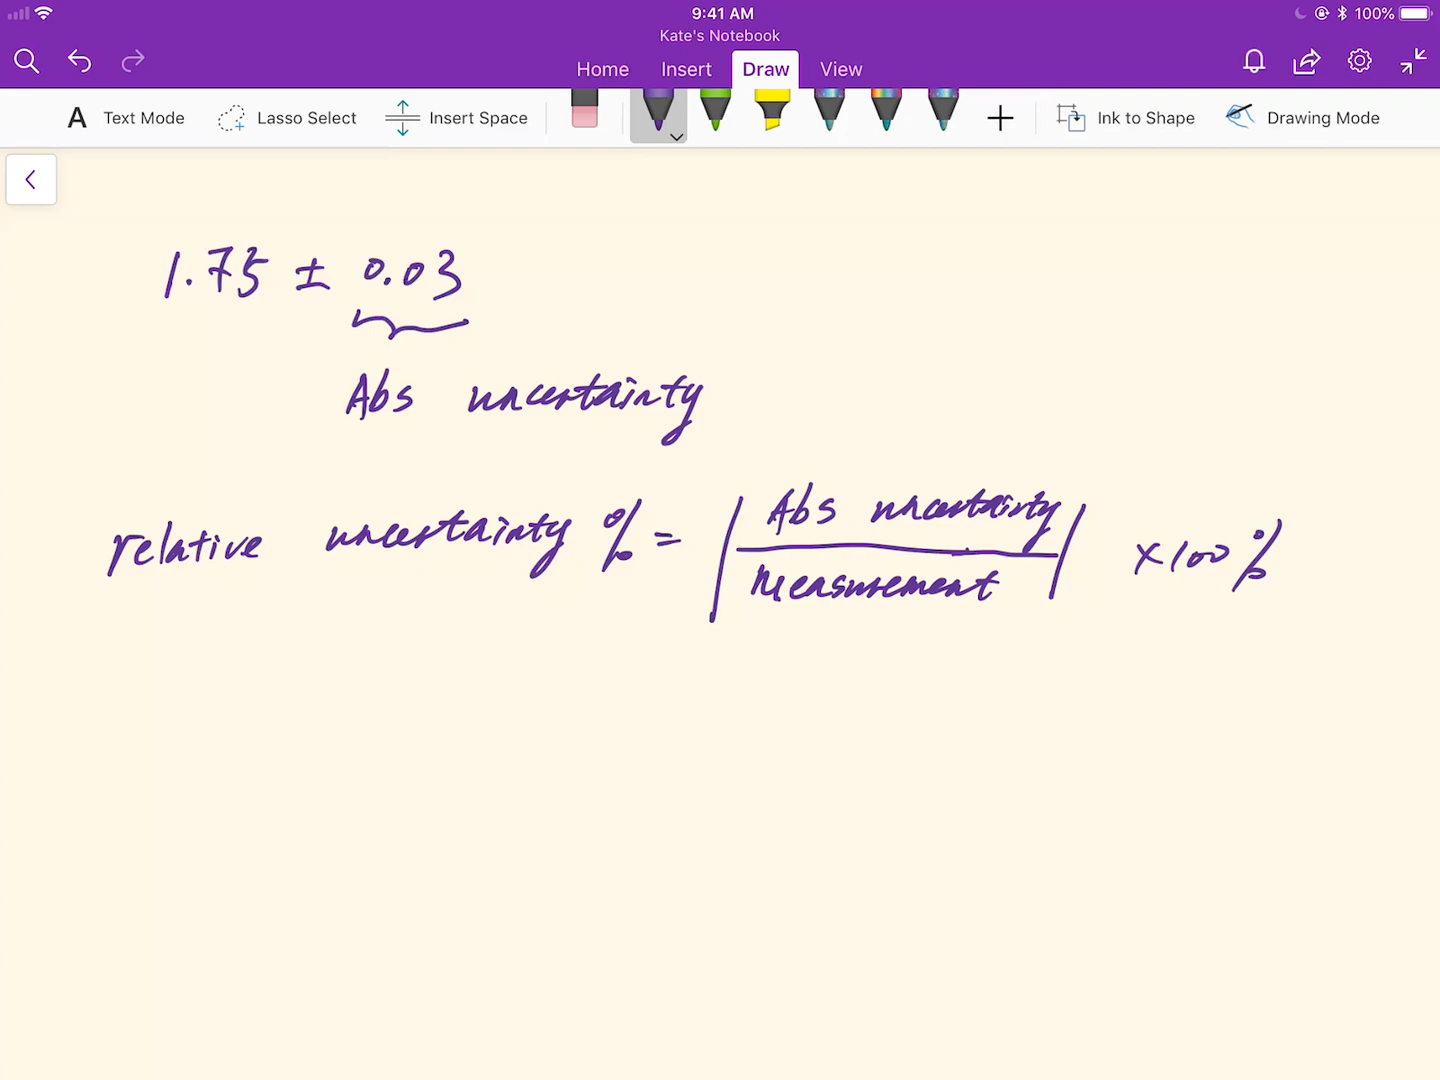 9:41 AM
100%
Kate's Notebook
Home Insert Draw View
A Text Mode Lasso Select Insert Space Ink to Shape Drawing Mode
1.75 ± 0.03
Abs uncertainty
relative uncertainty % = | Abs uncertainty / Measurement | ×100%